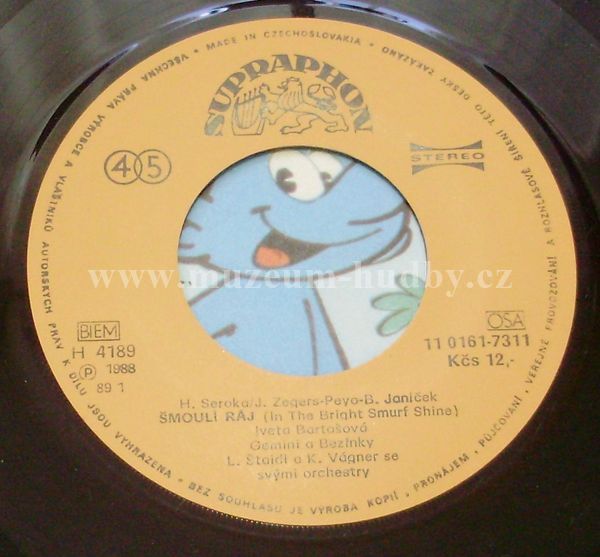 • MADE IN CZECHOSLOVAKIA •
VŠECHNA PRÁVA VÝROBCE A VLASTNÍKŮ AUTORSKÝCH PRÁV K DÍLU JSOU VYHRAZENA • BEZ SOUHLASU JE VÝROBA KOPIÍ, PRONÁJEM, PŮJČOVÁNÍ, VEREJNÉ PROVOZOVÁNÍ A ROZHLASOVÉ ŠÍŘENÍ TÉTO DESKY ZAKÁZÁNO
SUPRAPHON
45
STEREO
www.muzeum-hudby.cz
BIEM
OSA
H 4189
11 0161-7311
Ⓟ 1988
Kčs 12,-
89 1
H. Seroka/J. Zegers-Peyo-B. Janíček
ŠMOULÍ RÁJ (In The Bright Smurf Shine)
Iveta Bartošová
Gemini a Bezinky
L. Štaidl a K. Vágner se
svými orchestry